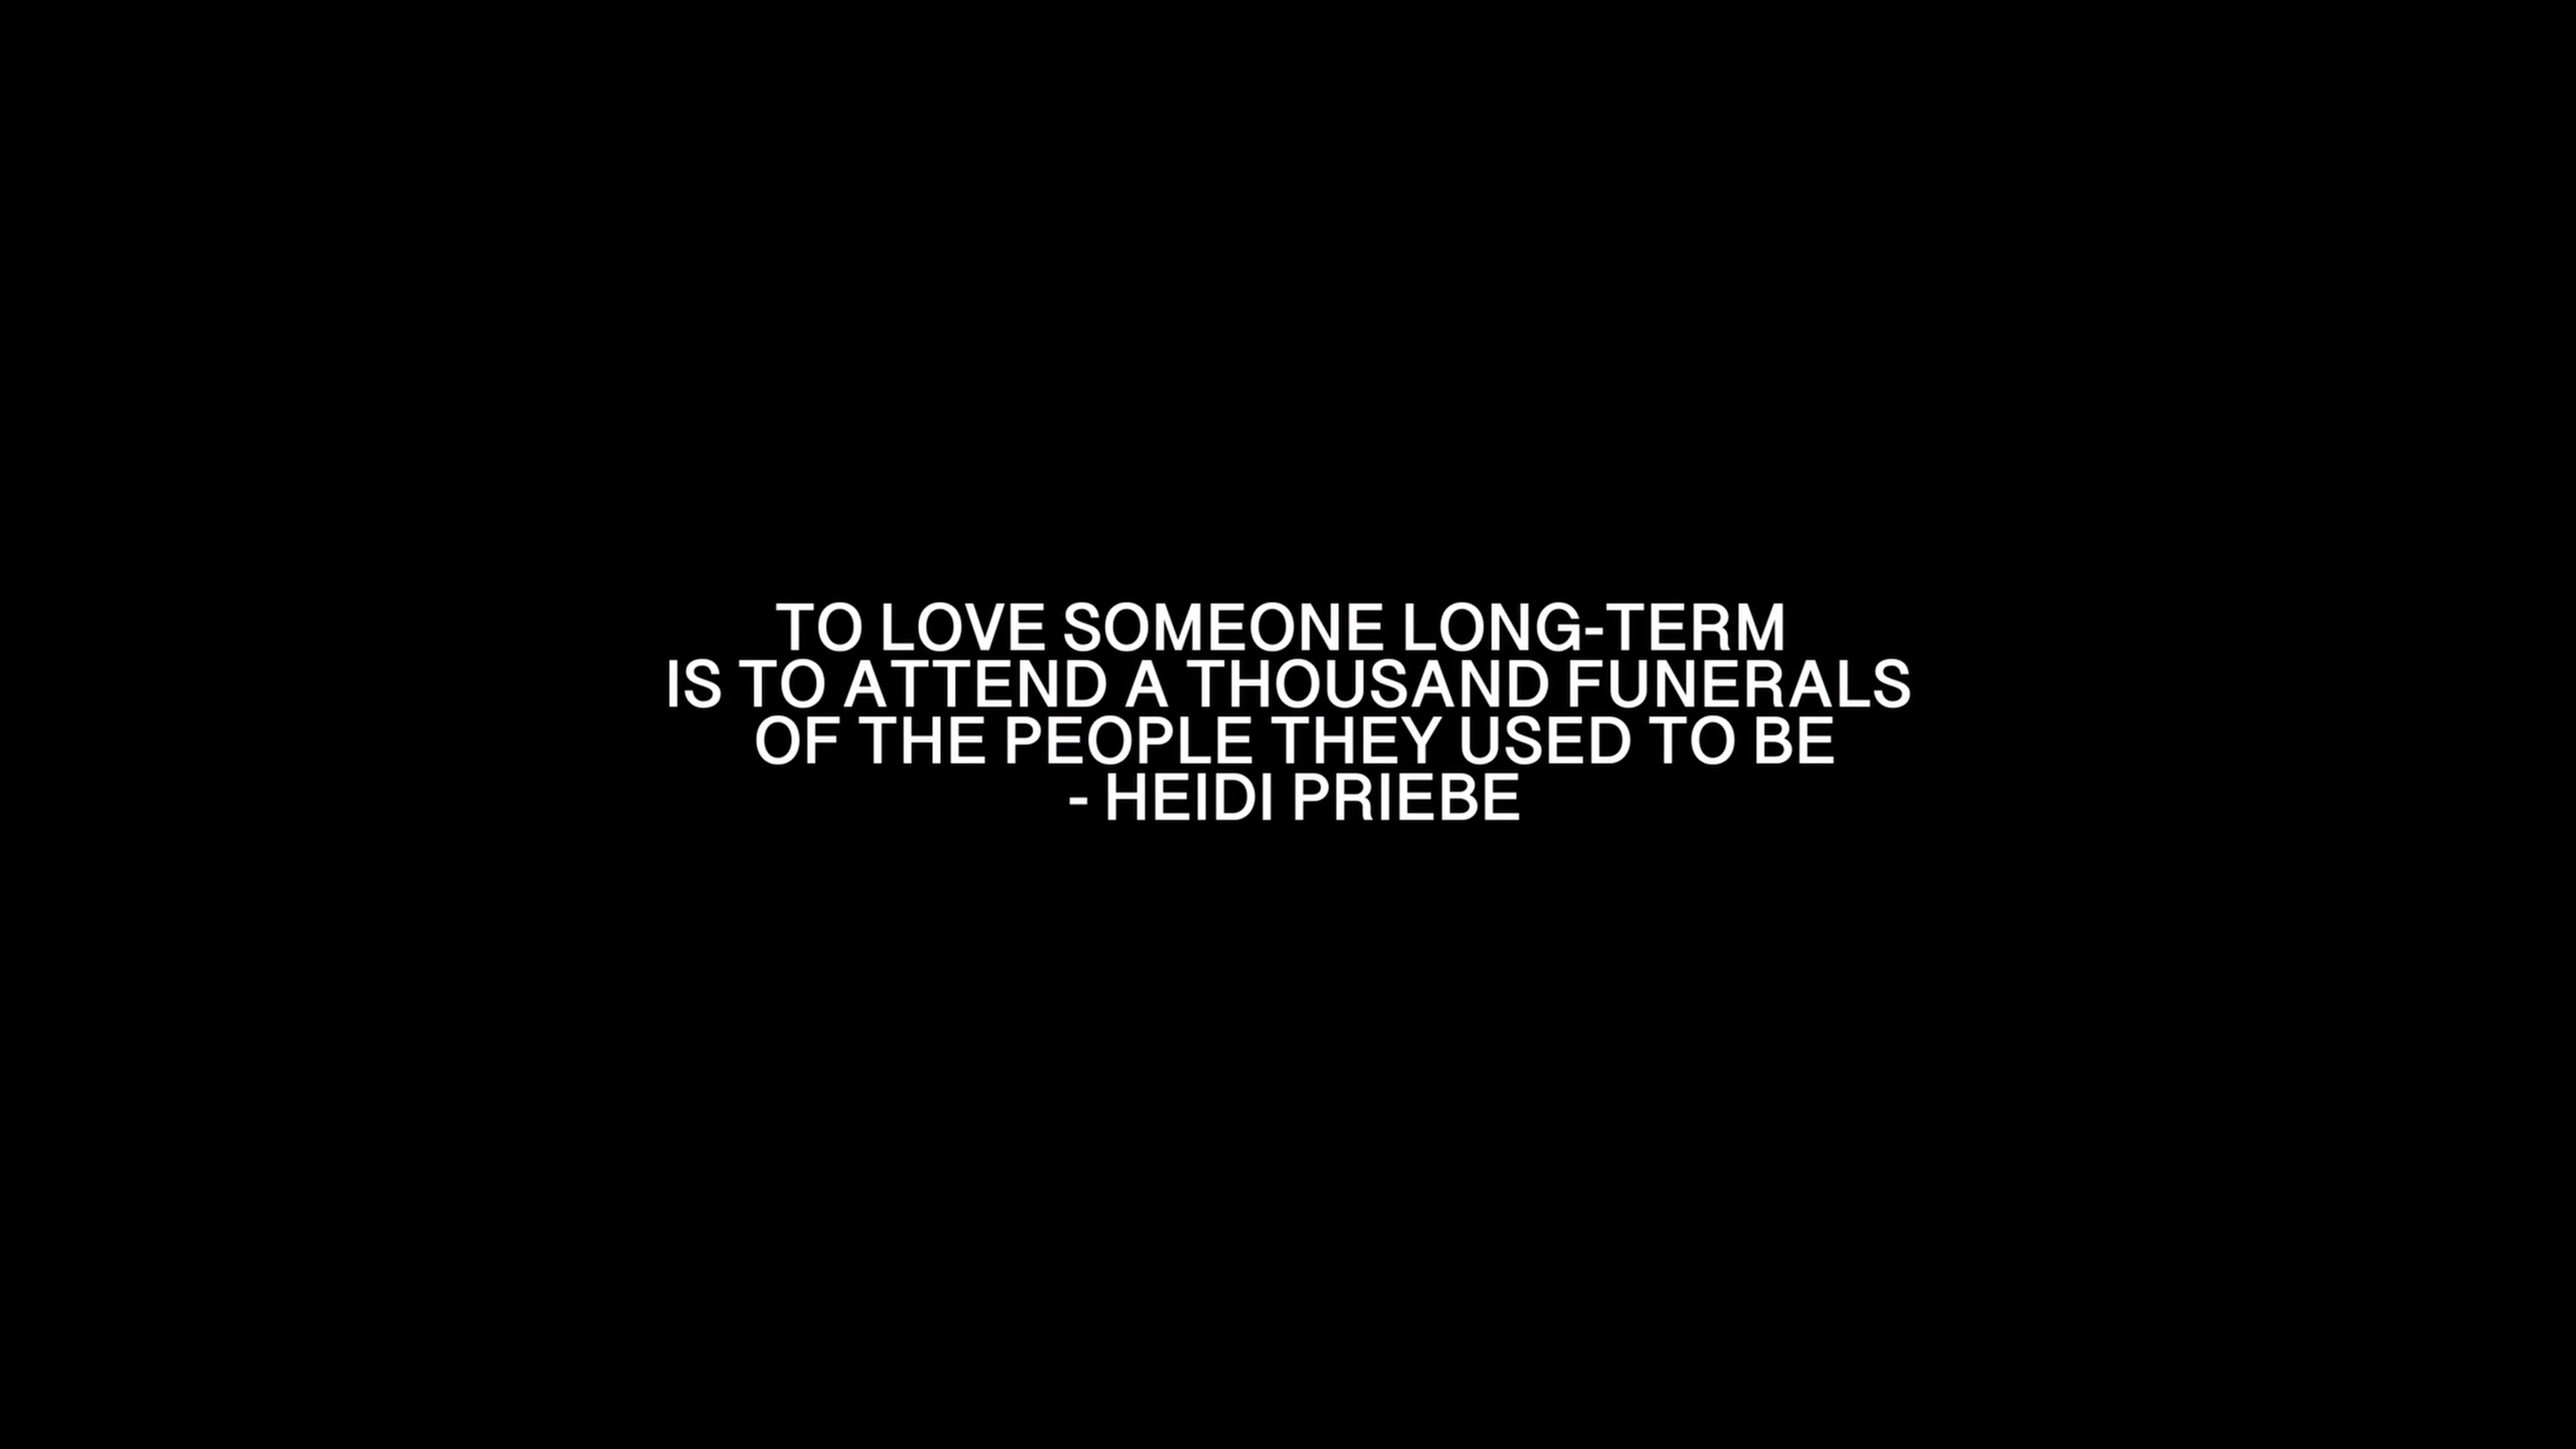 TO LOVE SOMEONE LONG-TERM
IS TO ATTEND A THOUSAND FUNERALS
OF THE PEOPLE THEY USED TO BE
- HEIDI PRIEBE